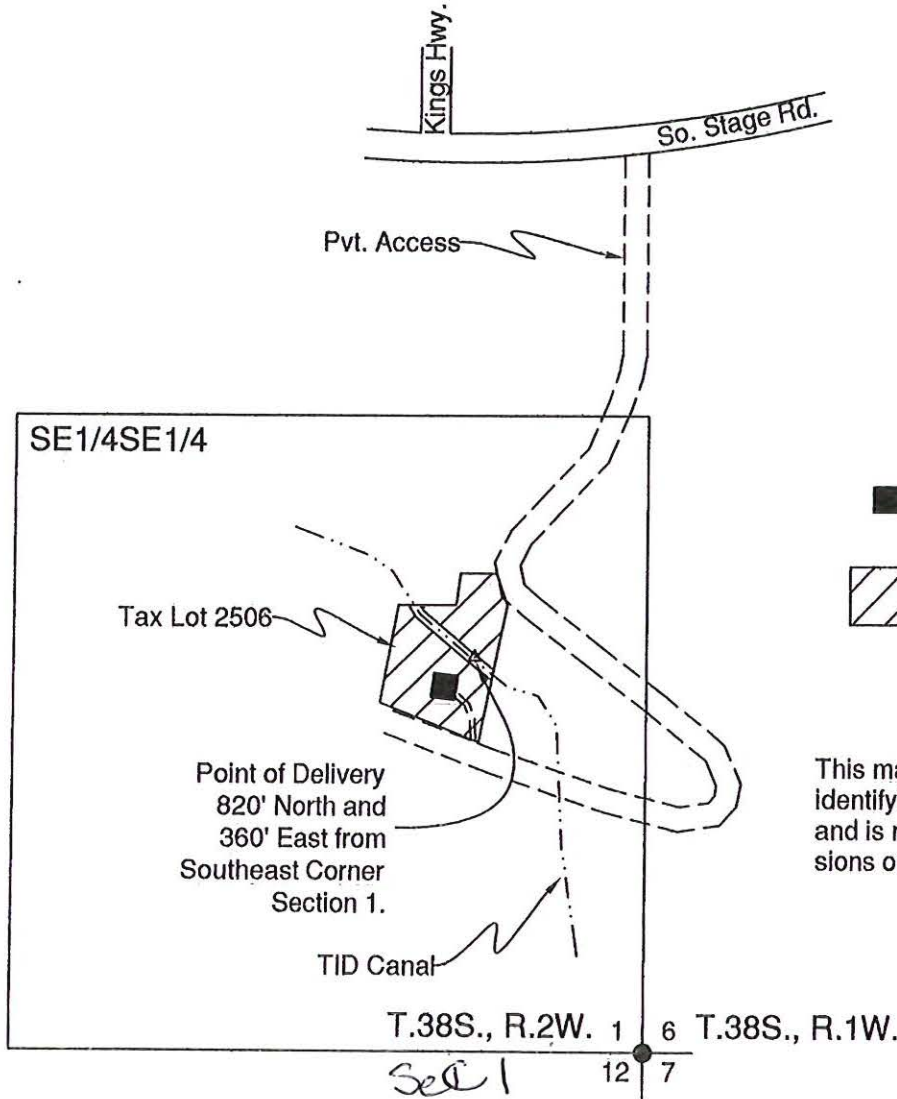 Kings Hwy.
So. Stage Rd.
Pvt. Access
SE1/4SE1/4
Tax Lot 2506
Point of Delivery
820' North and
360' East from
Southeast Corner
Section 1.
This ma
identify
and is r
sions o
TID Canal
T.38S., R.2W. 1 6 T.38S., R.1W.
12 7
Sec 1